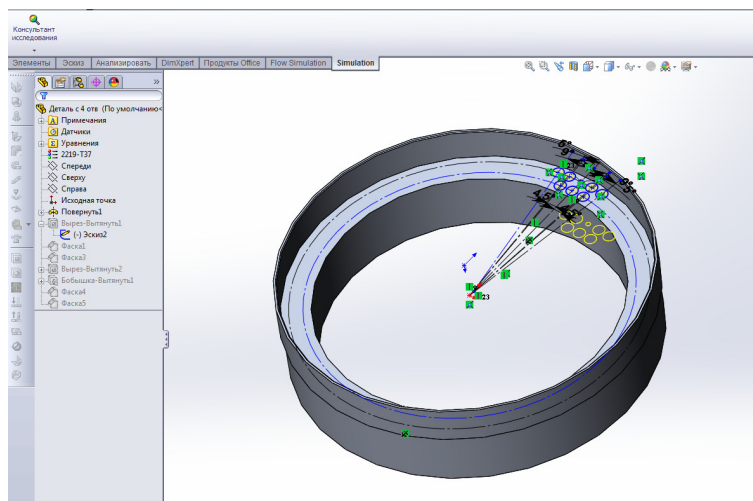 Консультант
исследования
Элементы Эскиз Анализировать DimXpert Продукты Office Flow Simulation Simulation
Деталь с 4 отв (По умолчанию<
Примечания
Датчики
Уравнения
2219-T37
Спереди
Сверху
Справа
Исходная точка
Повернуть1
Вырез-Вытянуть1
(-) Эскиз2
Фаска1
Фаска3
Вырез-Вытянуть2
Бобышка-Вытянуть1
Фаска4
Фаска5
23
23